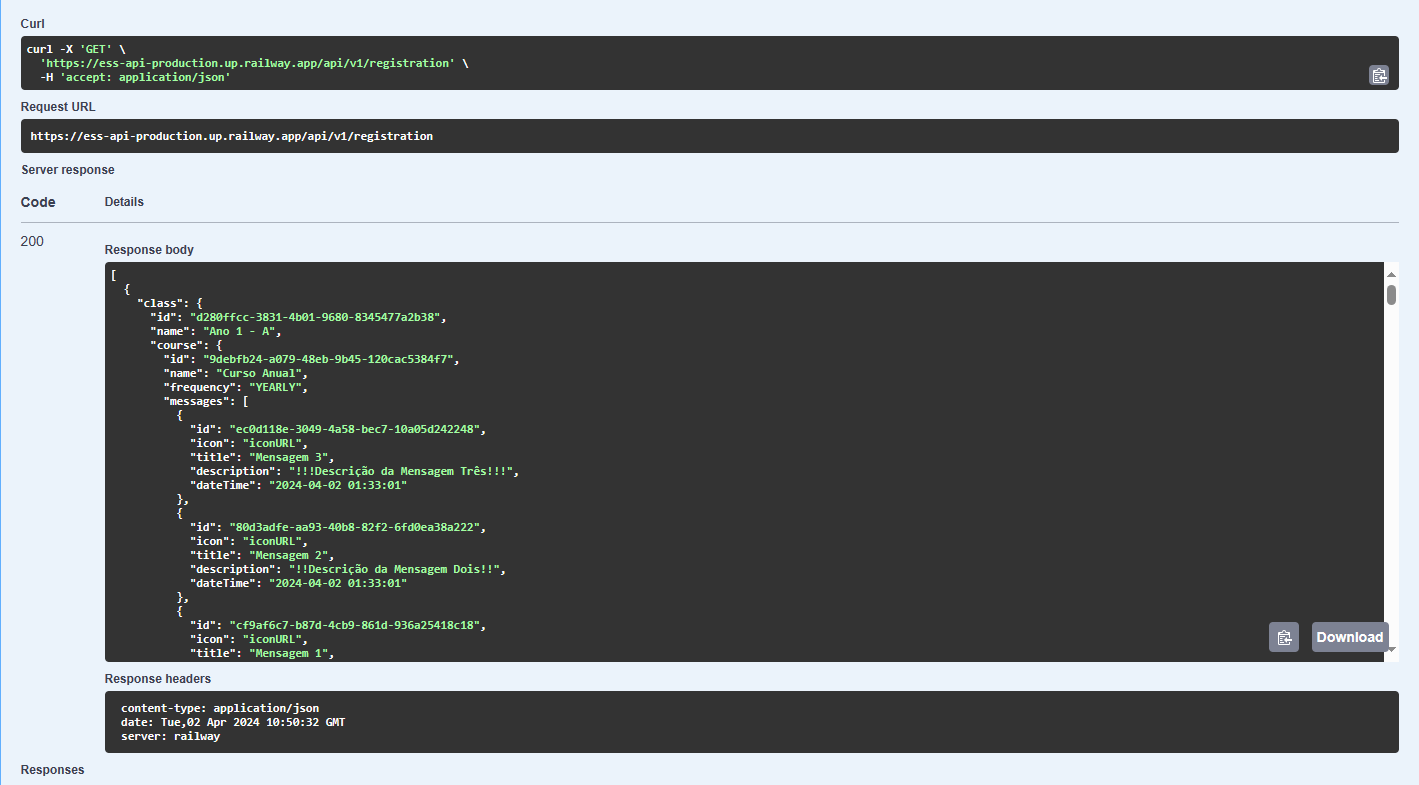 Curl
curl -X 'GET' \
  'https://ess-api-production.up.railway.app/api/v1/registration' \
  -H 'accept: application/json'
Request URL
https://ess-api-production.up.railway.app/api/v1/registration
Server response
Code Details
200
Response body
[
  {
    "class": {
      "id": "d280ffcc-3831-4b01-9680-8345477a2b38",
      "name": "Ano 1 - A",
      "course": {
        "id": "9debfb24-a079-48eb-9b45-120cac5384f7",
        "name": "Curso Anual",
        "frequency": "YEARLY",
        "messages": [
          {
            "id": "ec0d118e-3049-4a58-bec7-10a05d242248",
            "icon": "iconURL",
            "title": "Mensagem 3",
            "description": "!!!Descrição da Mensagem Três!!!",
            "dateTime": "2024-04-02 01:33:01"
          },
          {
            "id": "80d3adfe-aa93-40b8-82f2-6fd0ea38a222",
            "icon": "iconURL",
            "title": "Mensagem 2",
            "description": "!!Descrição da Mensagem Dois!!",
            "dateTime": "2024-04-02 01:33:01"
          },
          {
            "id": "cf9af6c7-b87d-4cb9-861d-936a25418c18",
            "icon": "iconURL",
            "title": "Mensagem 1",
Download
Response headers
content-type: application/json
date: Tue,02 Apr 2024 10:50:32 GMT
server: railway
Responses